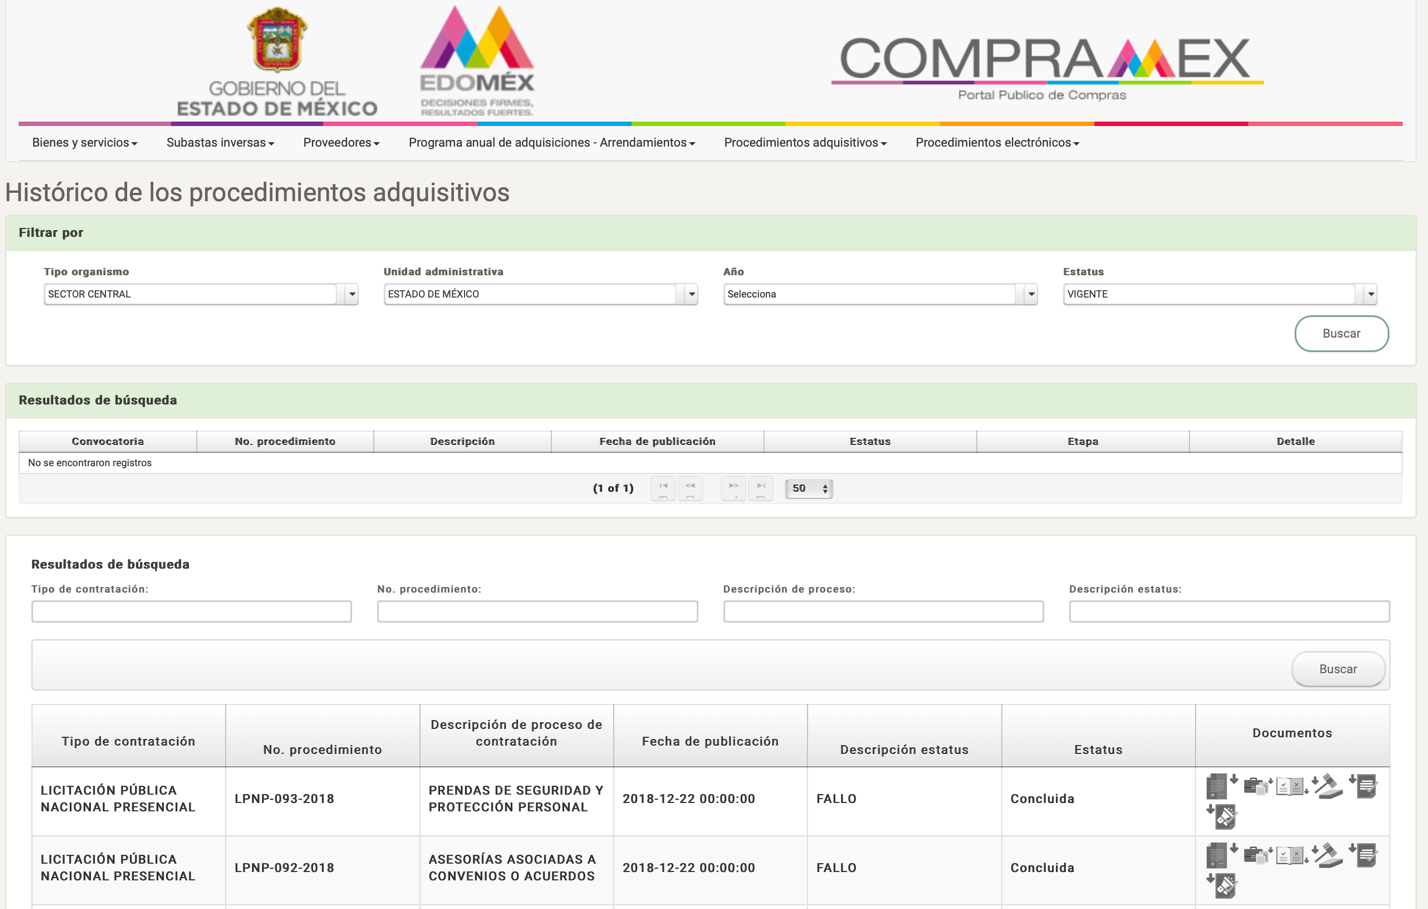 GOBIERNO DEL
ESTADO DE MÉXICO
EDOMÉX
DECISIONES FIRMES,
RESULTADOS FUERTES.
COMPRAMEX
Portal Publico de Compras
Bienes y servicios
Subastas inversas
Proveedores
Programa anual de adquisiciones - Arrendamientos
Procedimientos adquisitivos
Procedimientos electrónicos
Histórico de los procedimientos adquisitivos
Filtrar por
Tipo organismo
Unidad administrativa
Año
Estatus
SECTOR CENTRAL
ESTADO DE MÉXICO
Selecciona
VIGENTE
Buscar
Resultados de búsqueda
Convocatoria
No. procedimiento
Descripción
Fecha de publicación
Estatus
Etapa
Detalle
No se encontraron registros
(1 of 1)
50
Resultados de búsqueda
Tipo de contratación:
No. procedimiento:
Descripción de proceso:
Descripción estatus:
Buscar
Tipo de contratación
No. procedimiento
Descripción de proceso de
contratación
Fecha de publicación
Descripción estatus
Estatus
Documentos
LICITACIÓN PÚBLICA
NACIONAL PRESENCIAL
LPNP-093-2018
PRENDAS DE SEGURIDAD Y
PROTECCIÓN PERSONAL
2018-12-22 00:00:00
FALLO
Concluida
LICITACIÓN PÚBLICA
NACIONAL PRESENCIAL
LPNP-092-2018
ASESORÍAS ASOCIADAS A
CONVENIOS O ACUERDOS
2018-12-22 00:00:00
FALLO
Concluida